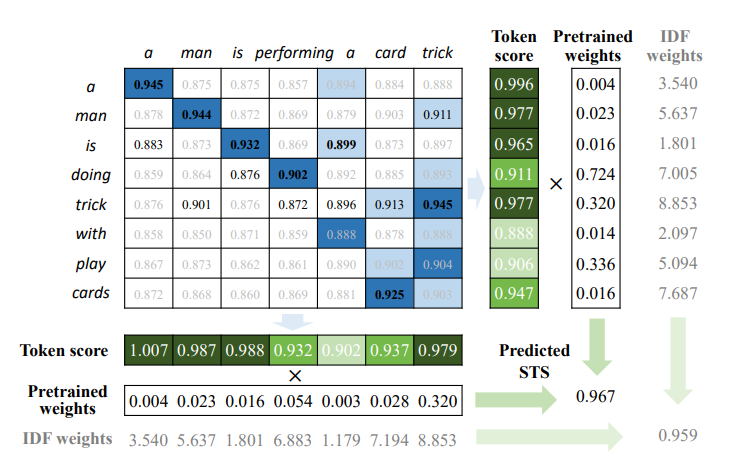 Token Pretrained IDF
score weights weights
a man is performing a card trick
a 0.945 0.875 0.875 0.857 0.894 0.884 0.888 0.996 0.004 3.540
man 0.878 0.944 0.872 0.869 0.879 0.903 0.911 0.977 0.023 5.637
is 0.883 0.873 0.932 0.869 0.899 0.873 0.897 0.965 0.016 1.801
doing 0.859 0.864 0.876 0.902 0.892 0.885 0.893 0.911 0.724 7.005
trick 0.876 0.901 0.876 0.872 0.896 0.913 0.945 0.977 0.320 8.853
×
with 0.858 0.850 0.871 0.869 0.888 0.878 0.888 0.888 0.014 2.097
play 0.867 0.873 0.862 0.861 0.890 0.902 0.904 0.906 0.336 5.094
cards 0.872 0.868 0.860 0.869 0.881 0.925 0.903 0.947 0.016 7.687
Token score 1.007 0.987 0.988 0.932 0.902 0.937 0.979
×
Predicted
STS
Pretrained
weights
0.004 0.023 0.016 0.054 0.003 0.028 0.320 0.967
IDF weights 3.540 5.637 1.801 6.883 1.179 7.194 8.853 0.959